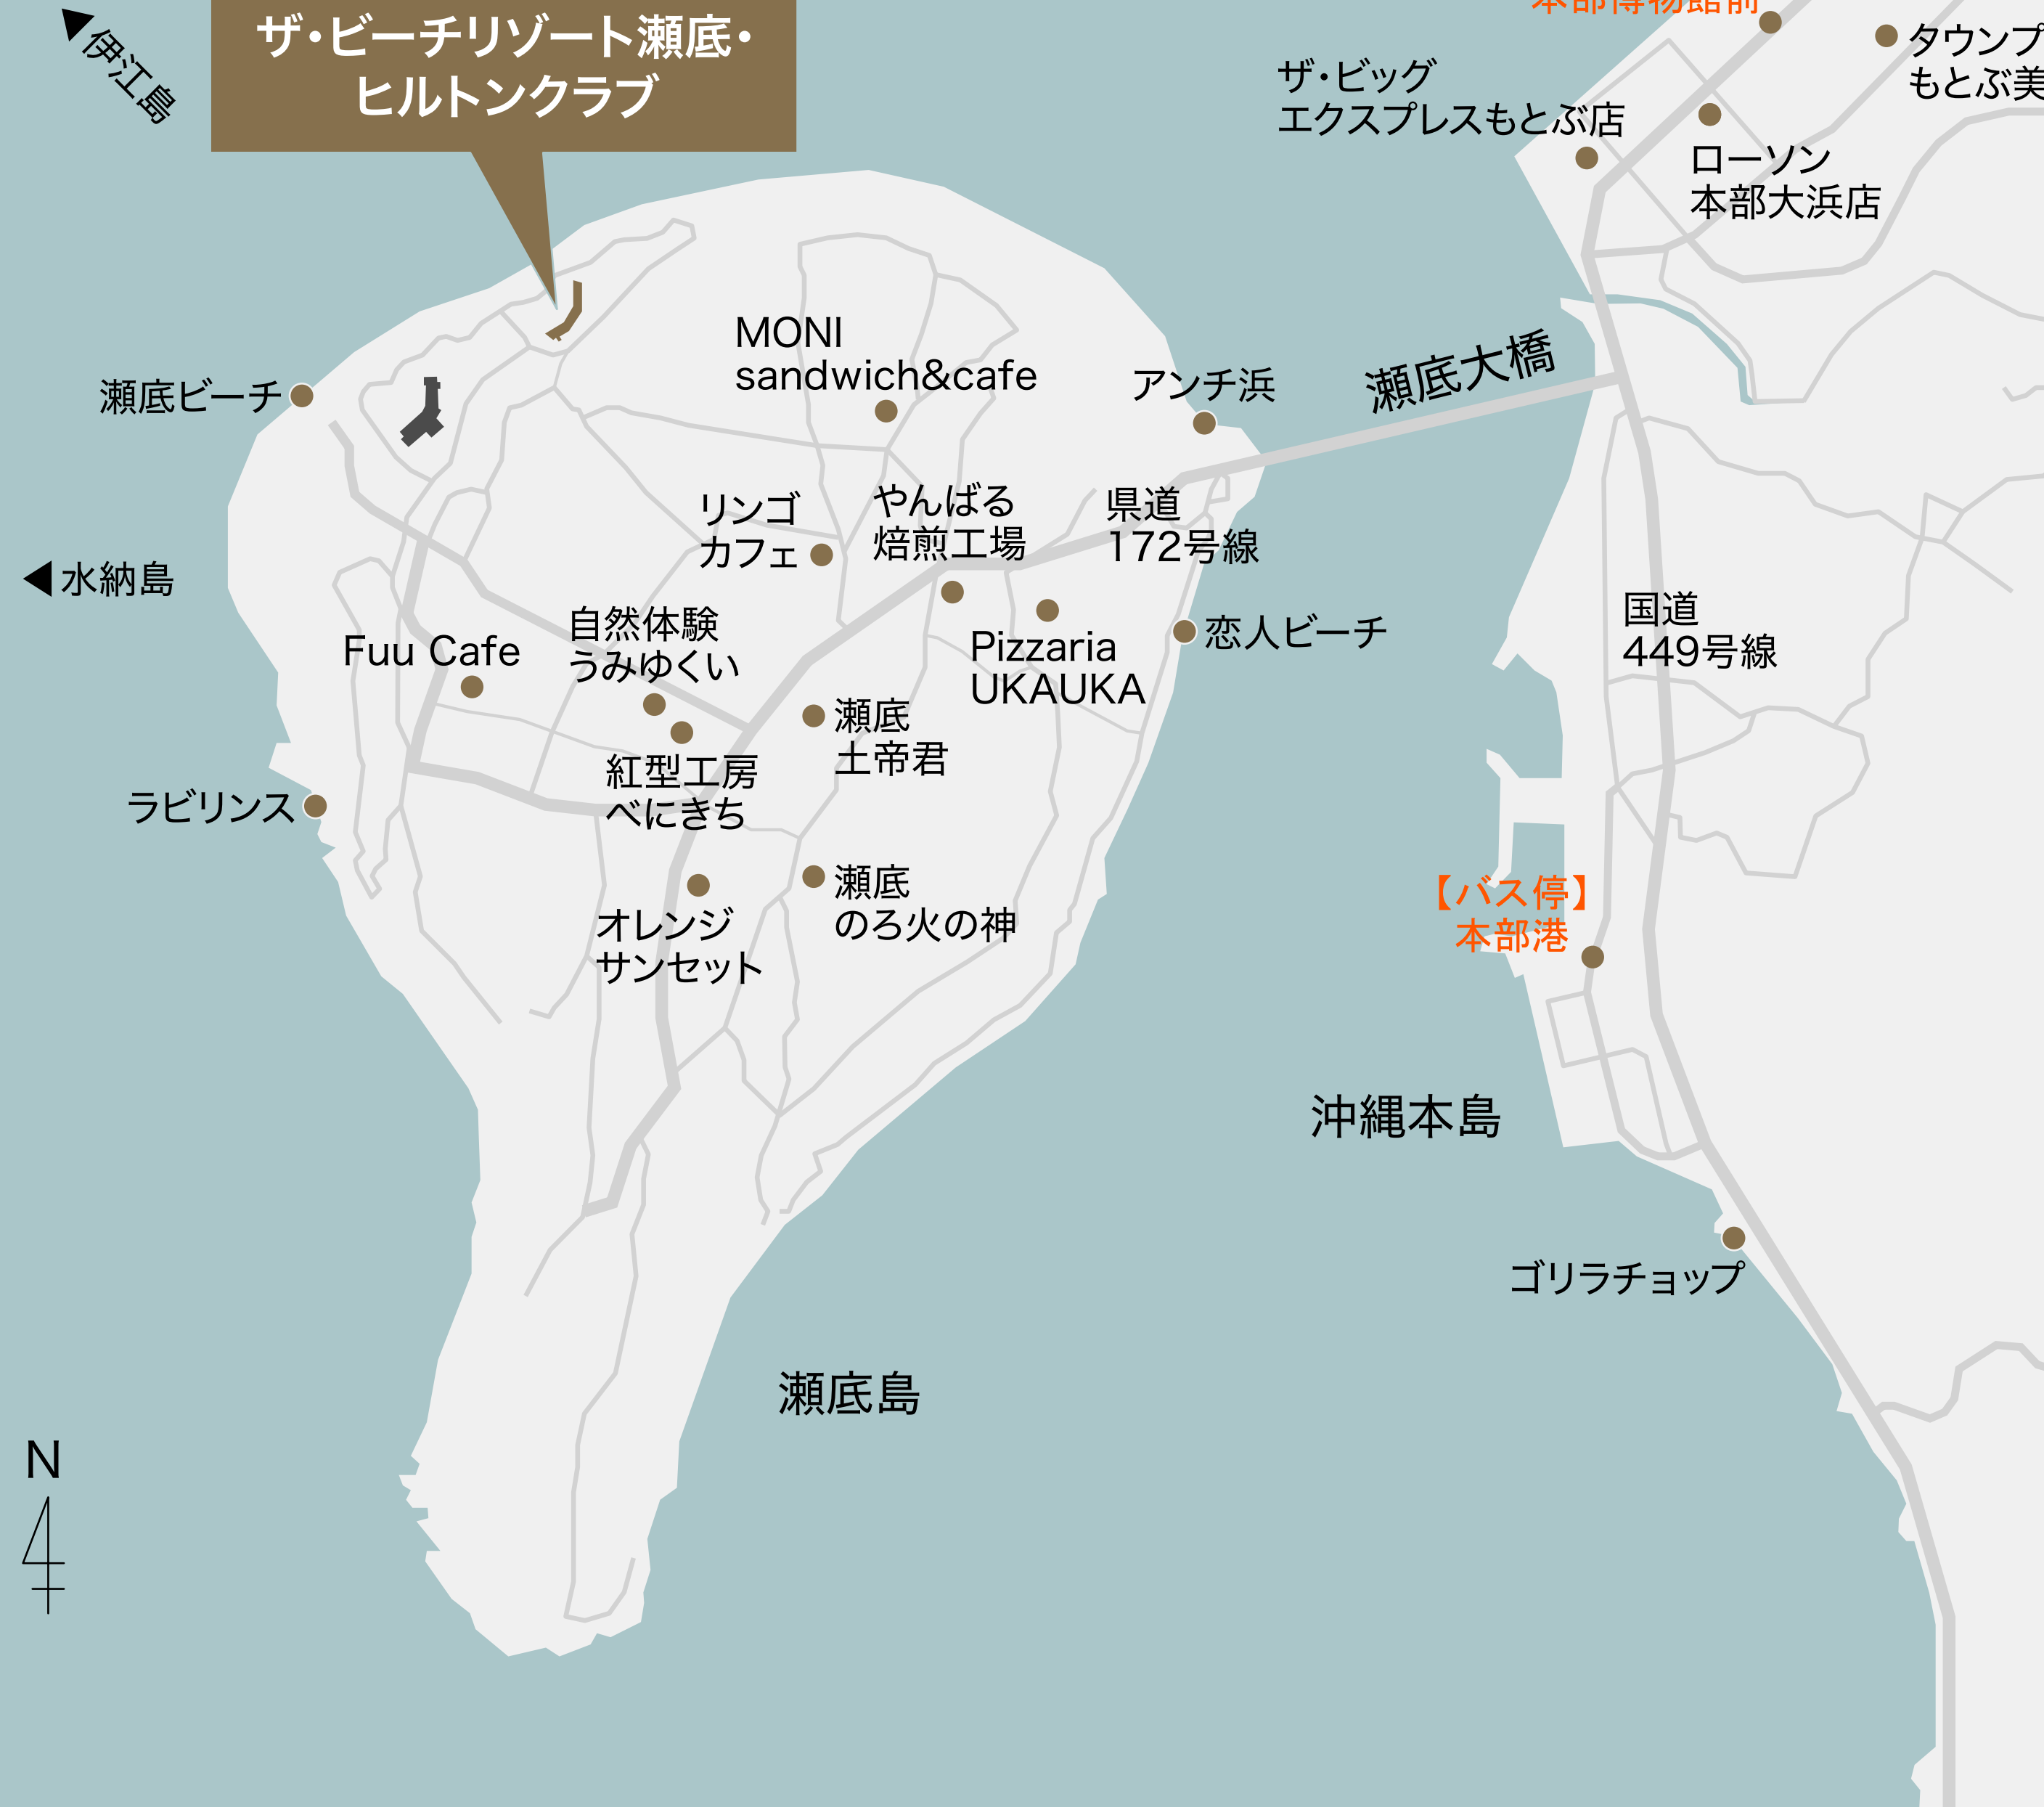 伊江島
ザ・ビーチリゾート瀬底・
ヒルトンクラブ
タウンプ
もとぶ美
ザ・ビッグ
エクスプレスもとぶ店
ローソン
本部大浜店
MONI
sandwich&cafe
瀬底大橋
アンチ浜
瀬底ビーチ
リンゴ
カフェ
やんばる
焙煎工場
県道
172号線
水納島
自然体験
うみゆくい
Fuu Cafe
Pizzaria
UKAUKA
恋人ビーチ
国道
449号線
瀬底
土帝君
紅型工房
べにきち
ラビリンス
瀬底
のろ火の神
オレンジ
サンセット
【バス停】
本部港
沖縄本島
ゴリラチョップ
瀬底島
N